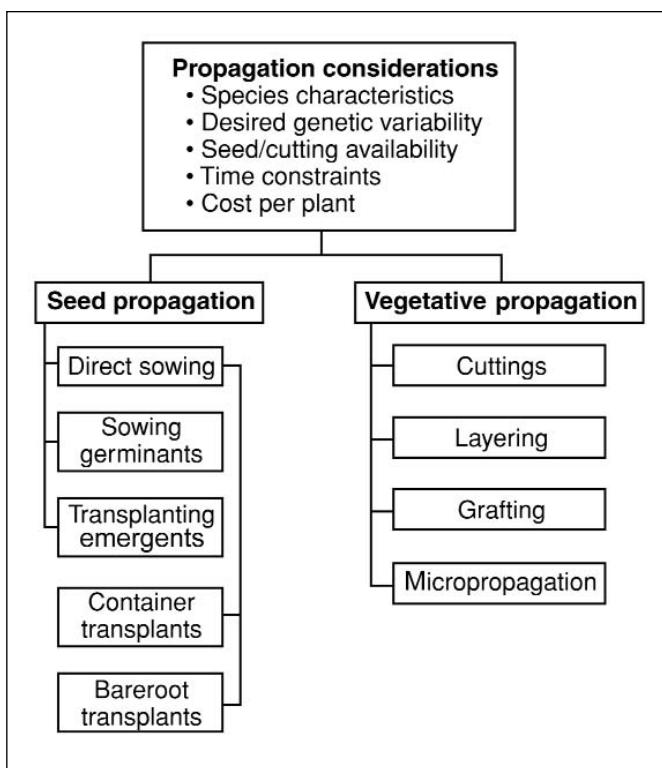 Propagation considerations
• Species characteristics
• Desired genetic variability
• Seed/cutting availability
• Time constraints
• Cost per plant
Seed propagation
Direct sowing
Sowing
germinants
Transplanting
emergents
Container
transplants
Bareroot
transplants
Vegetative propagation
Cuttings
Layering
Grafting
Micropropagation